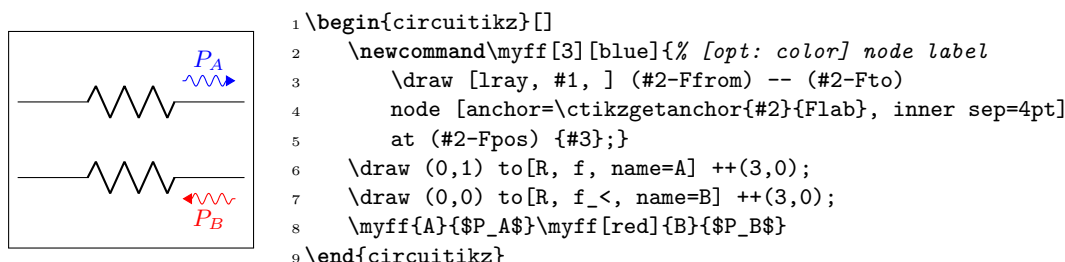 P_A
P_B
1 \begin{circuitikz}[]
2 \newcommand\myff[3][blue]{% [opt: color] node label
3 \draw [lray, #1, ] (#2-Ffrom) -- (#2-Fto)
4 node [anchor=\ctikzgetanchor{#2}{Flab}, inner sep=4pt]
5 at (#2-Fpos) {#3};}
6 \draw (0,1) to[R, f, name=A] ++(3,0);
7 \draw (0,0) to[R, f_<, name=B] ++(3,0);
8 \myff{A}{$P_A$}\myff[red]{B}{$P_B$}
9 \end{circuitikz}